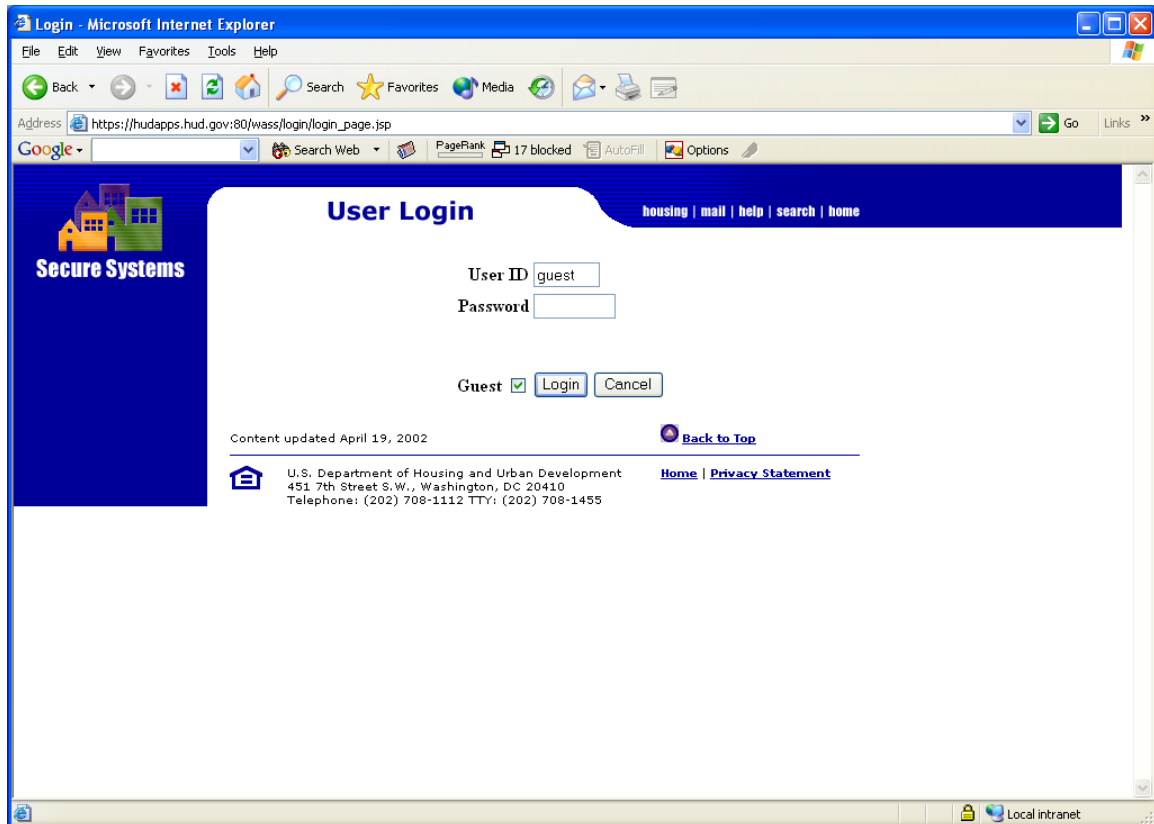 Login - Microsoft Internet Explorer
File Edit View Favorites Tools Help
Back Search Favorites Media
Address https://hudapps.hud.gov:80/wass/login/login_page.jsp Go Links »
Google Search Web PageRank 17 blocked AutoFill Options
User Login
housing | mail | help | search | home
Secure Systems
User ID guest
Password
Guest Login Cancel
Content updated April 19, 2002
Back to Top
U.S. Department of Housing and Urban Development
451 7th Street S.W., Washington, DC 20410
Telephone: (202) 708-1112 TTY: (202) 708-1455
Home | Privacy Statement
Local intranet